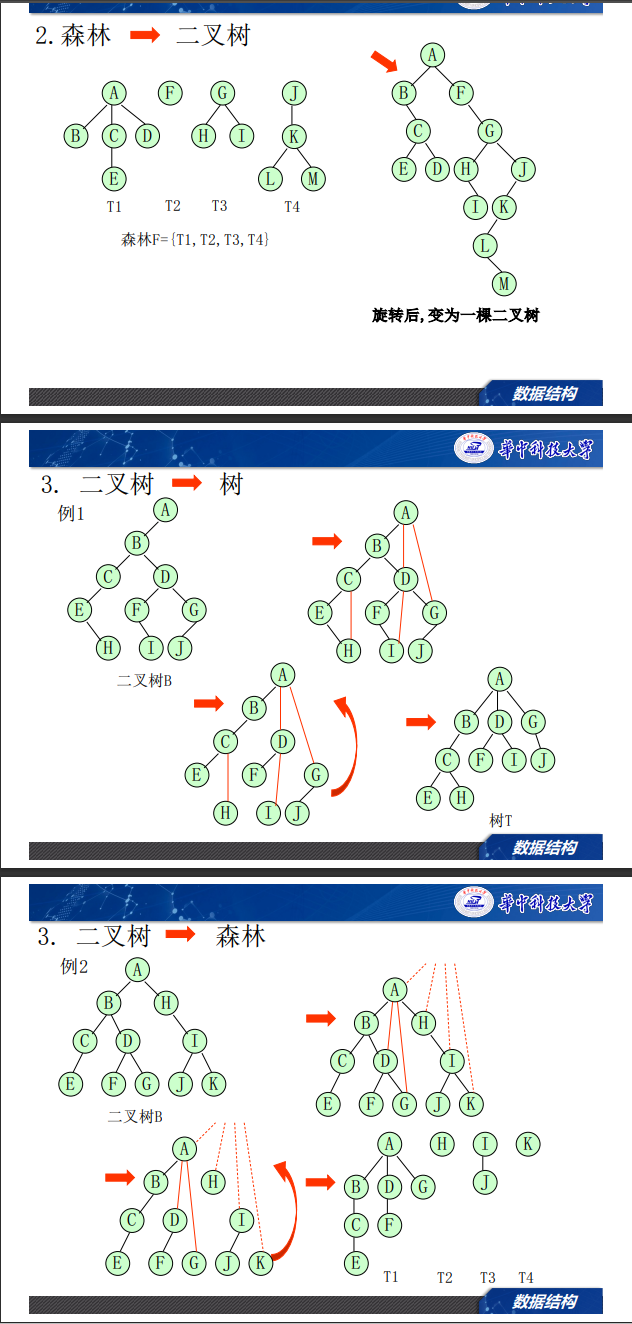 2.森林 二叉树
A F G J
B C D H I K
E L M
T1 T2 T3 T4
森林F={T1,T2,T3,T4}
A
B F
C G
E D H J
I K
L
M
旋转后,变为一棵二叉树
数据结构
华中科技大学
3. 二叉树 树
例1
A
B
C D
E F G
H I J
二叉树B
A
B
C D
E F G
H I J
A
B
C D
E F G
H I J
A
B D G
C F I J
E H
树T
数据结构
华中科技大学
3. 二叉树 森林
例2
A
B H
C D I
E F G J K
二叉树B
A
B H
C D I
E F G J K
A
B H
C D I
E F G J K
A H I K
B D G J
C F
E
T1 T2 T3 T4
数据结构